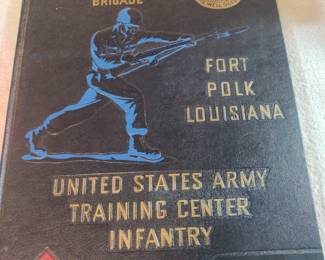 BRIGADE
FORT
POLK
LOUISIANA
UNITED STATES ARMY
TRAINING CENTER
INFANTRY